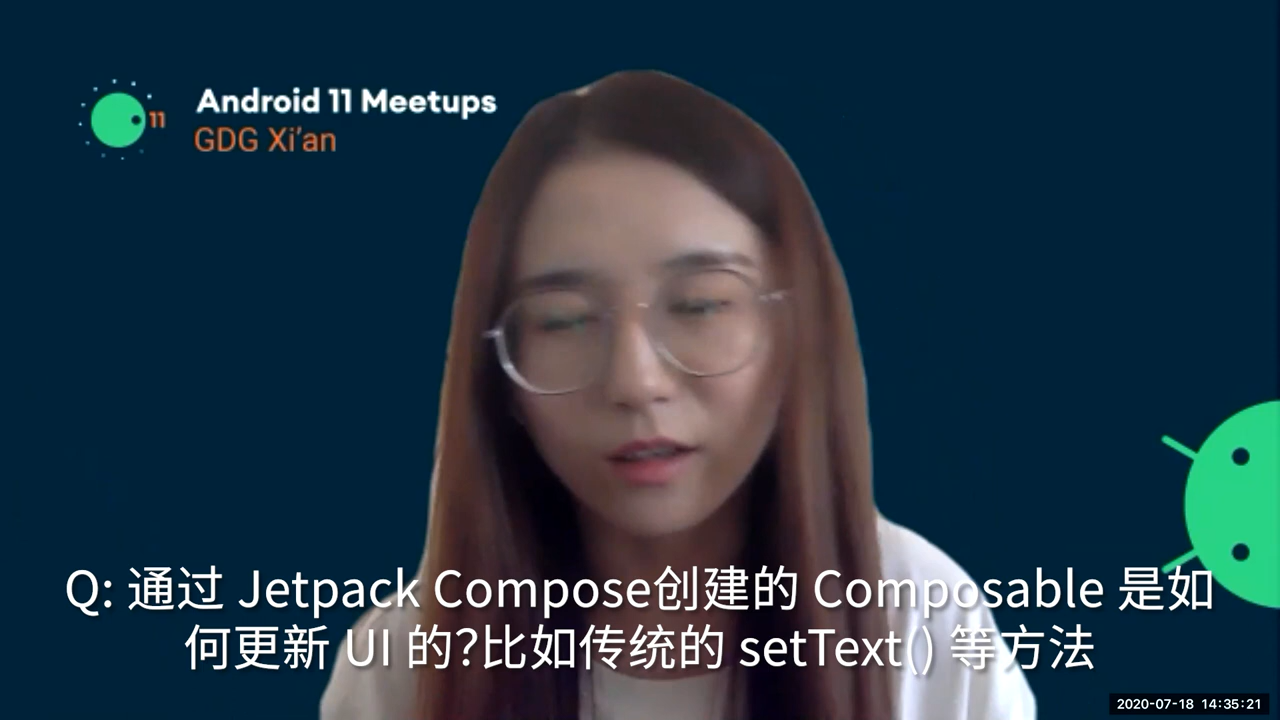 Android 11 Meetups
11
GDG Xi’an
Q: 通过 Jetpack Compose创建的 Composable 是如
何更新 UI 的?比如传统的 setText() 等方法
2020-07-18 14:35:21